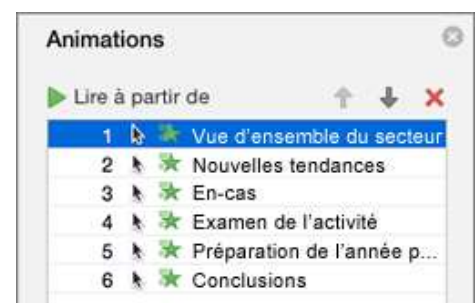 Animations
Lire à partir de
1 Vue d'ensemble du secteur
2 Nouvelles tendances
3 En-cas
4 Examen de l'activité
5 Préparation de l'année p...
6 Conclusions